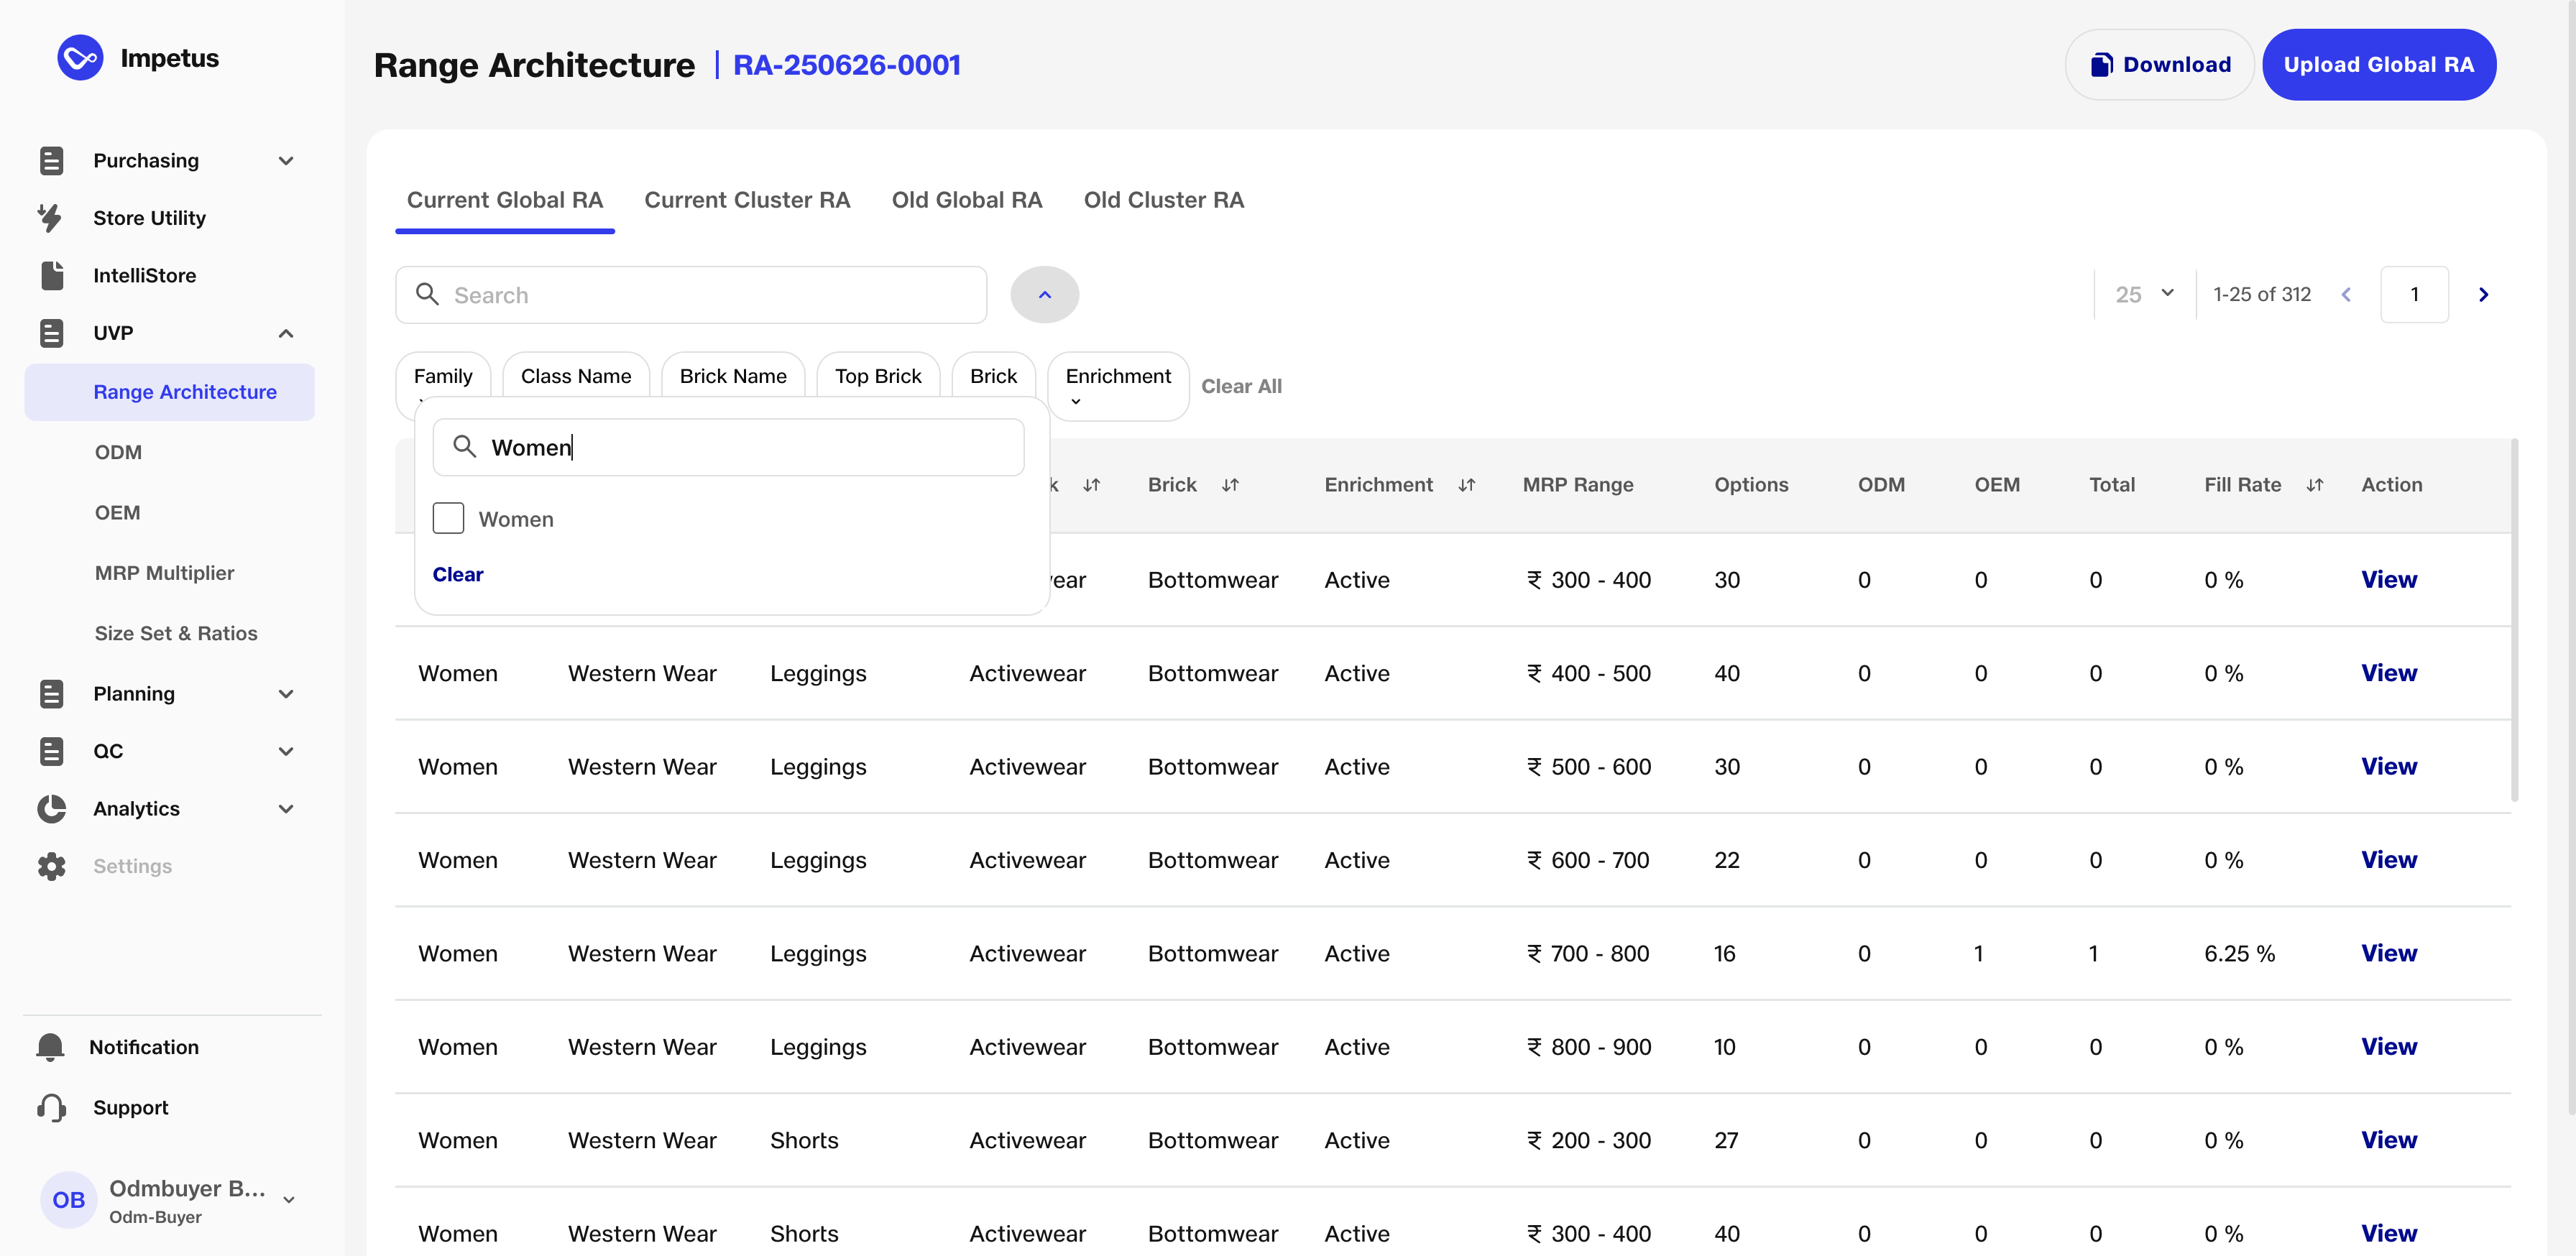 Impetus
Purchasing
Store Utility
IntelliStore
UVP
Range Architecture
ODM
OEM
MRP Multiplier
Size Set & Ratios
Planning
QC
Analytics
Settings
Notification
Support
OB
Odmbuyer B...
Odm-Buyer
Range Architecture | RA-250626-0001
Download
Upload Global RA
Current Global RA Current Cluster RA Old Global RA Old Cluster RA
Search
25
1-25 of 312
1
Family Class Name Brick Name Top Brick Brick Enrichment Clear All
Women
Women
Clear
Brick Enrichment MRP Range Options ODM OEM Total Fill Rate Action
Bottomwear Active ₹ 300 - 400 30 0 0 0 0 % View
Women Western Wear Leggings Activewear Bottomwear Active ₹ 400 - 500 40 0 0 0 0 % View
Women Western Wear Leggings Activewear Bottomwear Active ₹ 500 - 600 30 0 0 0 0 % View
Women Western Wear Leggings Activewear Bottomwear Active ₹ 600 - 700 22 0 0 0 0 % View
Women Western Wear Leggings Activewear Bottomwear Active ₹ 700 - 800 16 0 1 1 6.25 % View
Women Western Wear Leggings Activewear Bottomwear Active ₹ 800 - 900 10 0 0 0 0 % View
Women Western Wear Shorts Activewear Bottomwear Active ₹ 200 - 300 27 0 0 0 0 % View
Women Western Wear Shorts Activewear Bottomwear Active ₹ 300 - 400 40 0 0 0 0 % View